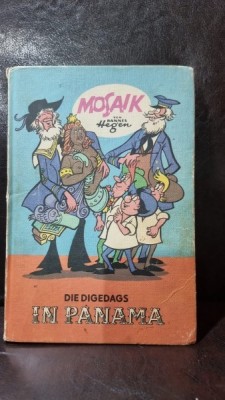 MOSAIK
VON
HANNES
Hegen
DIE DIGEDAGS
IN PANAMA